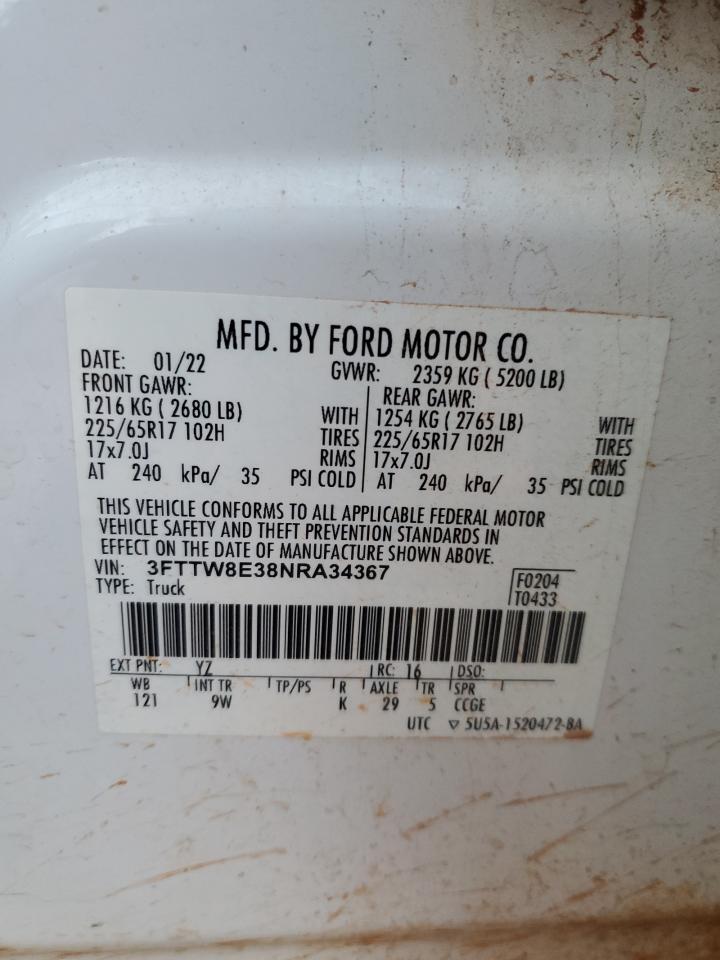 MFD. BY FORD MOTOR CO.
DATE: 01/22 GVWR: 2359 KG ( 5200 LB)
FRONT GAWR: REAR GAWR:
1216 KG ( 2680 LB) WITH 1254 KG ( 2765 LB) WITH
225/65R17 102H TIRES 225/65R17 102H TIRES
17x7.0J RIMS 17x7.0J RIMS
AT 240 kPa/ 35 PSI COLD AT 240 kPa/ 35 PSI COLD
THIS VEHICLE CONFORMS TO ALL APPLICABLE FEDERAL MOTOR
VEHICLE SAFETY AND THEFT PREVENTION STANDARDS IN
EFFECT ON THE DATE OF MANUFACTURE SHOWN ABOVE.
VIN: 3FTTW8E38NRA34367 F0204
TYPE: Truck T0433
EXT PNT: YZ RC: 16 DSO:
WB INT TR TP/PS R AXLE TR SPR
121 9W K 29 5 CCGE
UTC ▽ 5U5A-1520472-BA